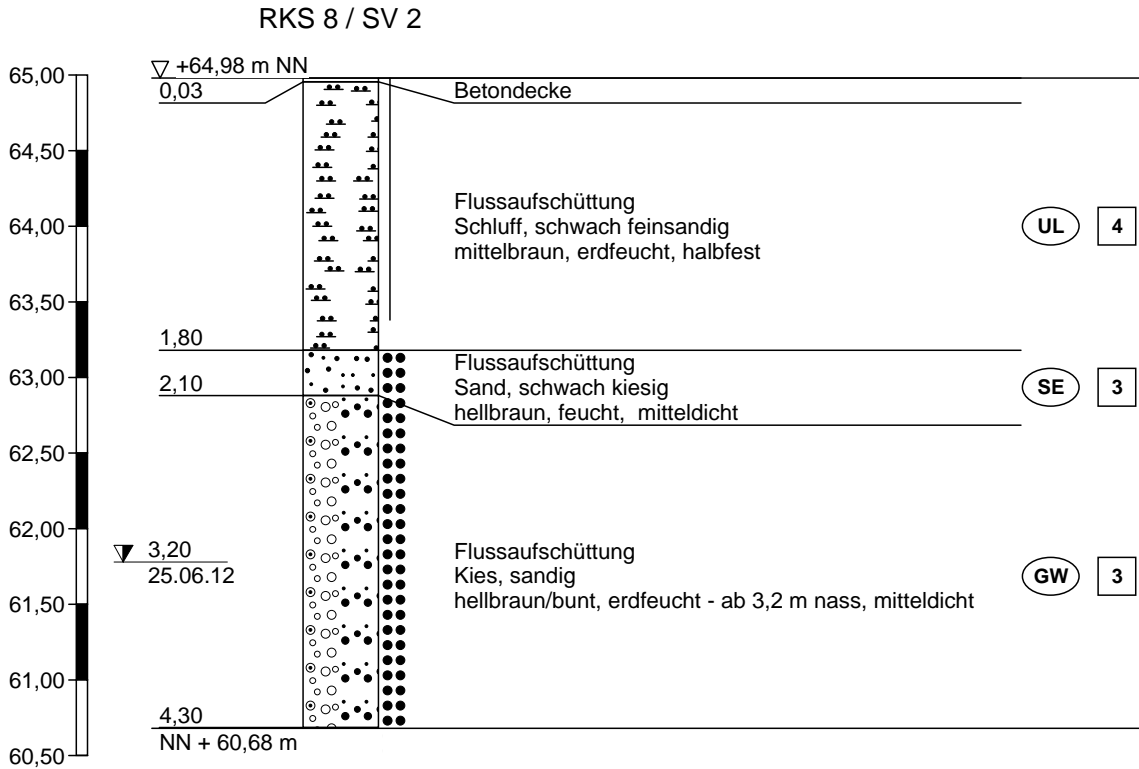 RKS 8 / SV 2
+64,98 m NN
65,00
0,03
Betondecke
64,50
Flussaufschüttung
Schluff, schwach feinsandig
mittelbraun, erdfeucht, halbfest
UL
4
64,00
63,50
1,80
Flussaufschüttung
Sand, schwach kiesig
hellbraun, feucht, mitteldicht
SE
3
63,00
2,10
62,50
62,00
3,20
25.06.12
Flussaufschüttung
Kies, sandig
hellbraun/bunt, erdfeucht - ab 3,2 m nass, mitteldicht
GW
3
61,50
61,00
4,30
NN + 60,68 m
60,50